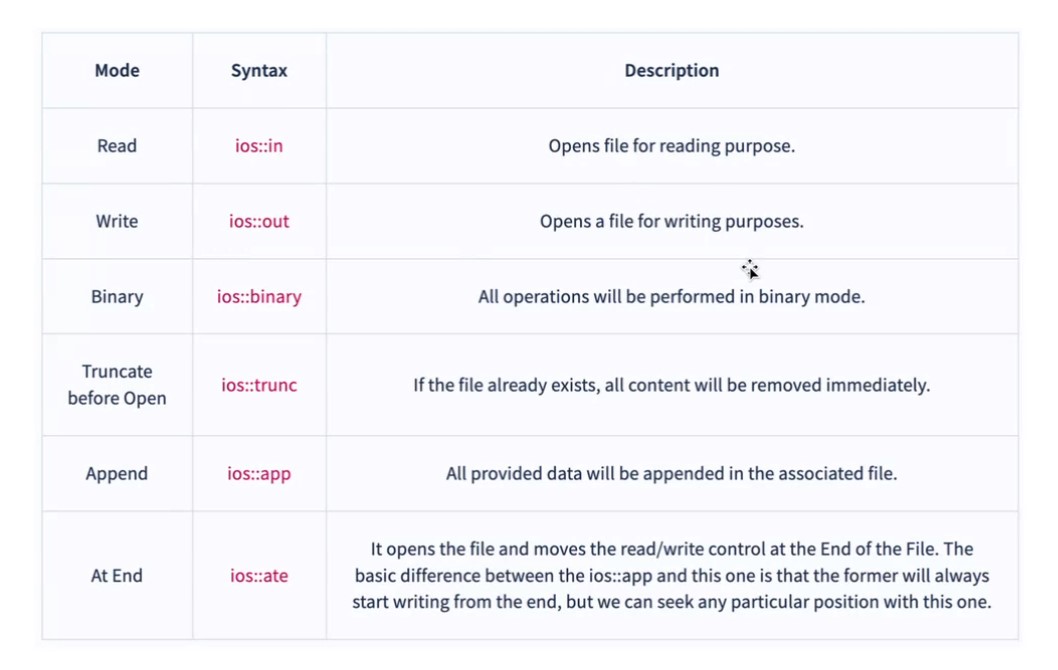 Mode Syntax Description
Read ios::in Opens file for reading purpose.
Write ios::out Opens a file for writing purposes.
Binary ios::binary All operations will be performed in binary mode.
Truncate
before Open ios::trunc If the file already exists, all content will be removed immediately.
Append ios::app All provided data will be appended in the associated file.
At End ios::ate It opens the file and moves the read/write control at the End of the File. The
basic difference between the ios::app and this one is that the former will always
start writing from the end, but we can seek any particular position with this one.